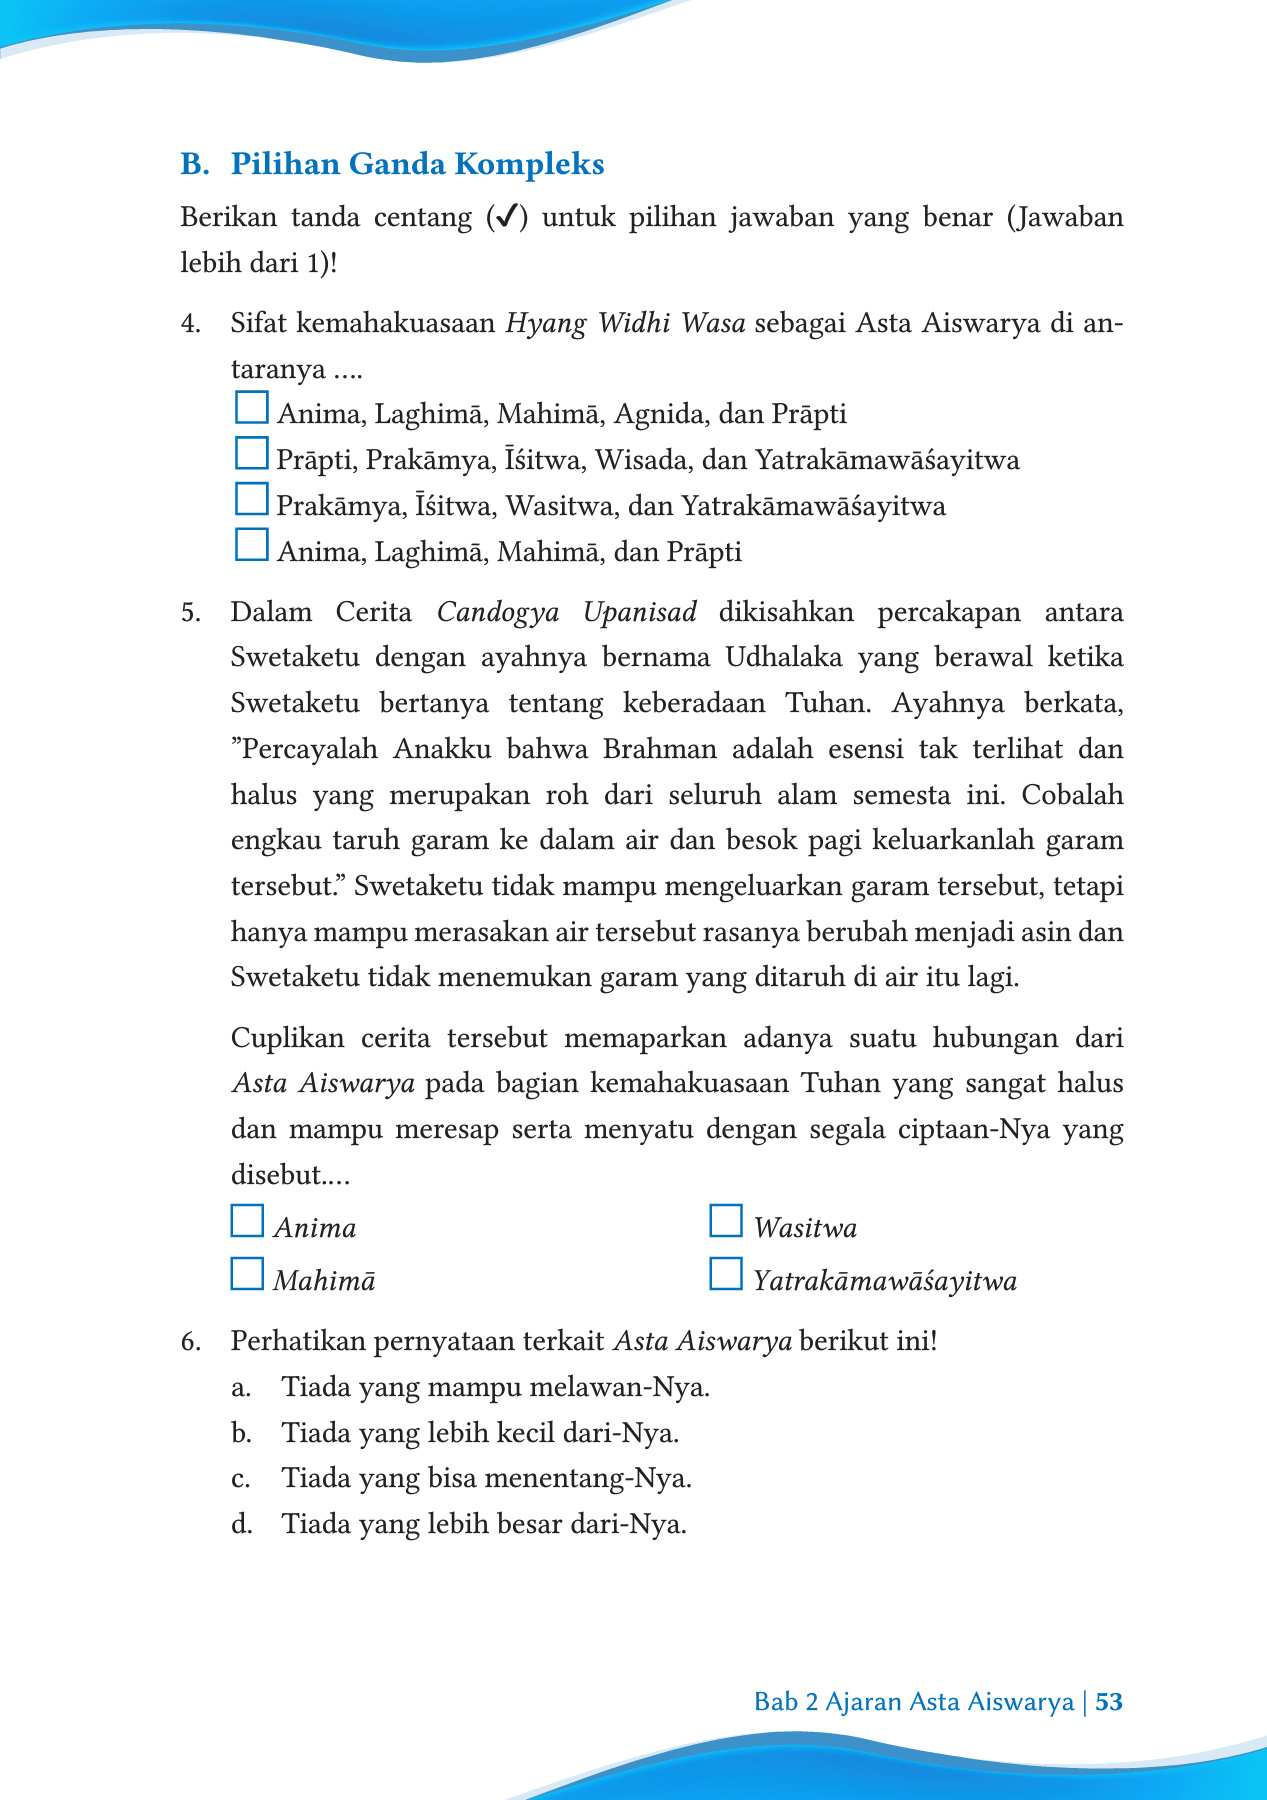 B. Pilihan Ganda Kompleks
Berikan tanda centang (✓) untuk pilihan jawaban yang benar (Jawaban
lebih dari 1)!
4. Sifat kemahakuasaan Hyang Widhi Wasa sebagai Asta Aiswarya di an-
taranya ....
Anima, Laghimā, Mahimā, Agnida, dan Prāpti
Prāpti, Prakāmya, Īśitwa, Wisada, dan Yatrakāmawāśayitwa
Prakāmya, Īśitwa, Wasitwa, dan Yatrakāmawāśayitwa
Anima, Laghimā, Mahimā, dan Prāpti
5. Dalam Cerita Candogya Upanisad dikisahkan percakapan antara
Swetaketu dengan ayahnya bernama Udhalaka yang berawal ketika
Swetaketu bertanya tentang keberadaan Tuhan. Ayahnya berkata,
”Percayalah Anakku bahwa Brahman adalah esensi tak terlihat dan
halus yang merupakan roh dari seluruh alam semesta ini. Cobalah
engkau taruh garam ke dalam air dan besok pagi keluarkanlah garam
tersebut.” Swetaketu tidak mampu mengeluarkan garam tersebut, tetapi
hanya mampu merasakan air tersebut rasanya berubah menjadi asin dan
Swetaketu tidak menemukan garam yang ditaruh di air itu lagi.
Cuplikan cerita tersebut memaparkan adanya suatu hubungan dari
Asta Aiswarya pada bagian kemahakuasaan Tuhan yang sangat halus
dan mampu meresap serta menyatu dengan segala ciptaan-Nya yang
disebut....
Anima
Wasitwa
Mahimā
Yatrakāmawāśayitwa
6. Perhatikan pernyataan terkait Asta Aiswarya berikut ini!
a. Tiada yang mampu melawan-Nya.
b. Tiada yang lebih kecil dari-Nya.
c. Tiada yang bisa menentang-Nya.
d. Tiada yang lebih besar dari-Nya.
Bab 2 Ajaran Asta Aiswarya | 53